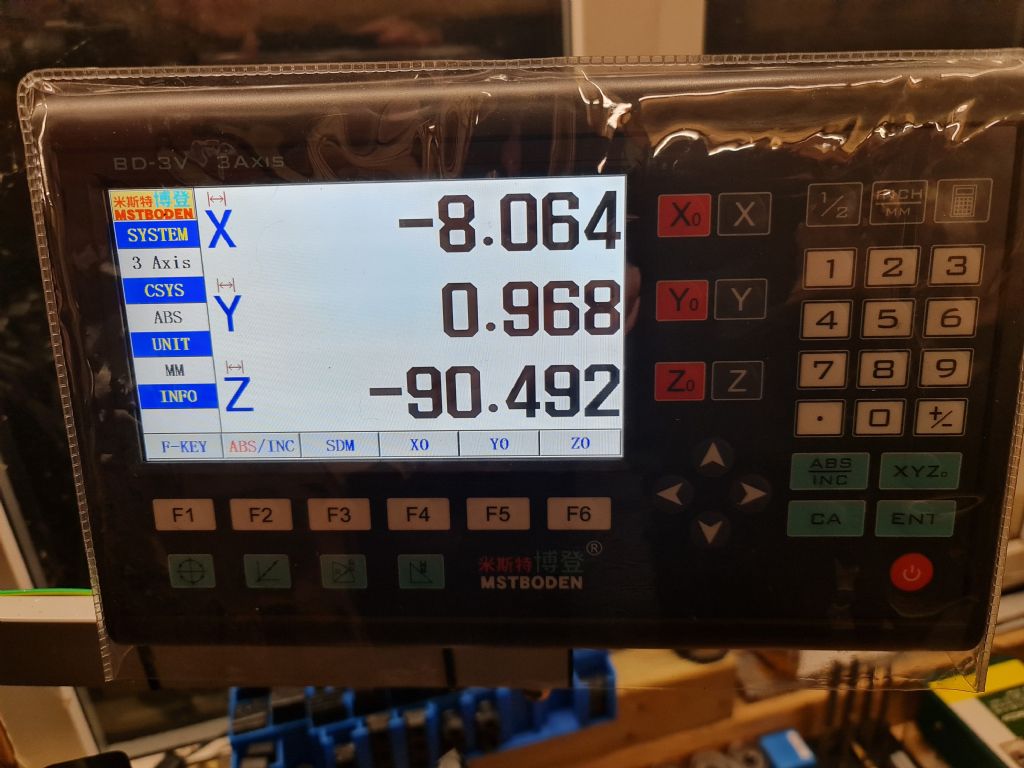 BD-3V 3Axis
米斯特博登
MSTBODEN
SYSTEM
3 Axis
CSYS
ABS
UNIT
MM
INFO
X -8.064
Y 0.968
Z -90.492
F-KEY ABS/INC SDM X0 Y0 Z0
F1 F2 F3 F4 F5 F6
米斯特博登®
MSTBODEN
X0 X
Y0 Y
Z0 Z
1/2 INCH/MM
1 2 3
4 5 6
7 8 9
. 0 +/-
ABS/INC XYZ0
CA ENT